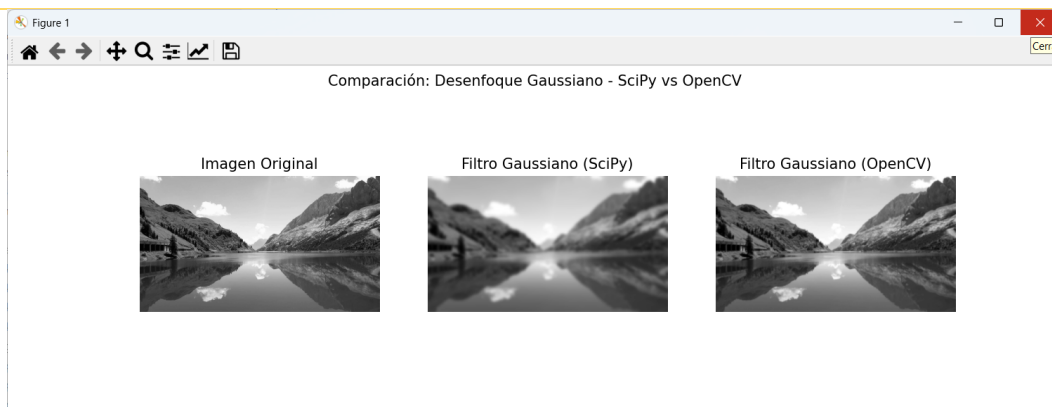 Figure 1
Cerr
Comparación: Desenfoque Gaussiano - SciPy vs OpenCV
Imagen Original
Filtro Gaussiano (SciPy)
Filtro Gaussiano (OpenCV)